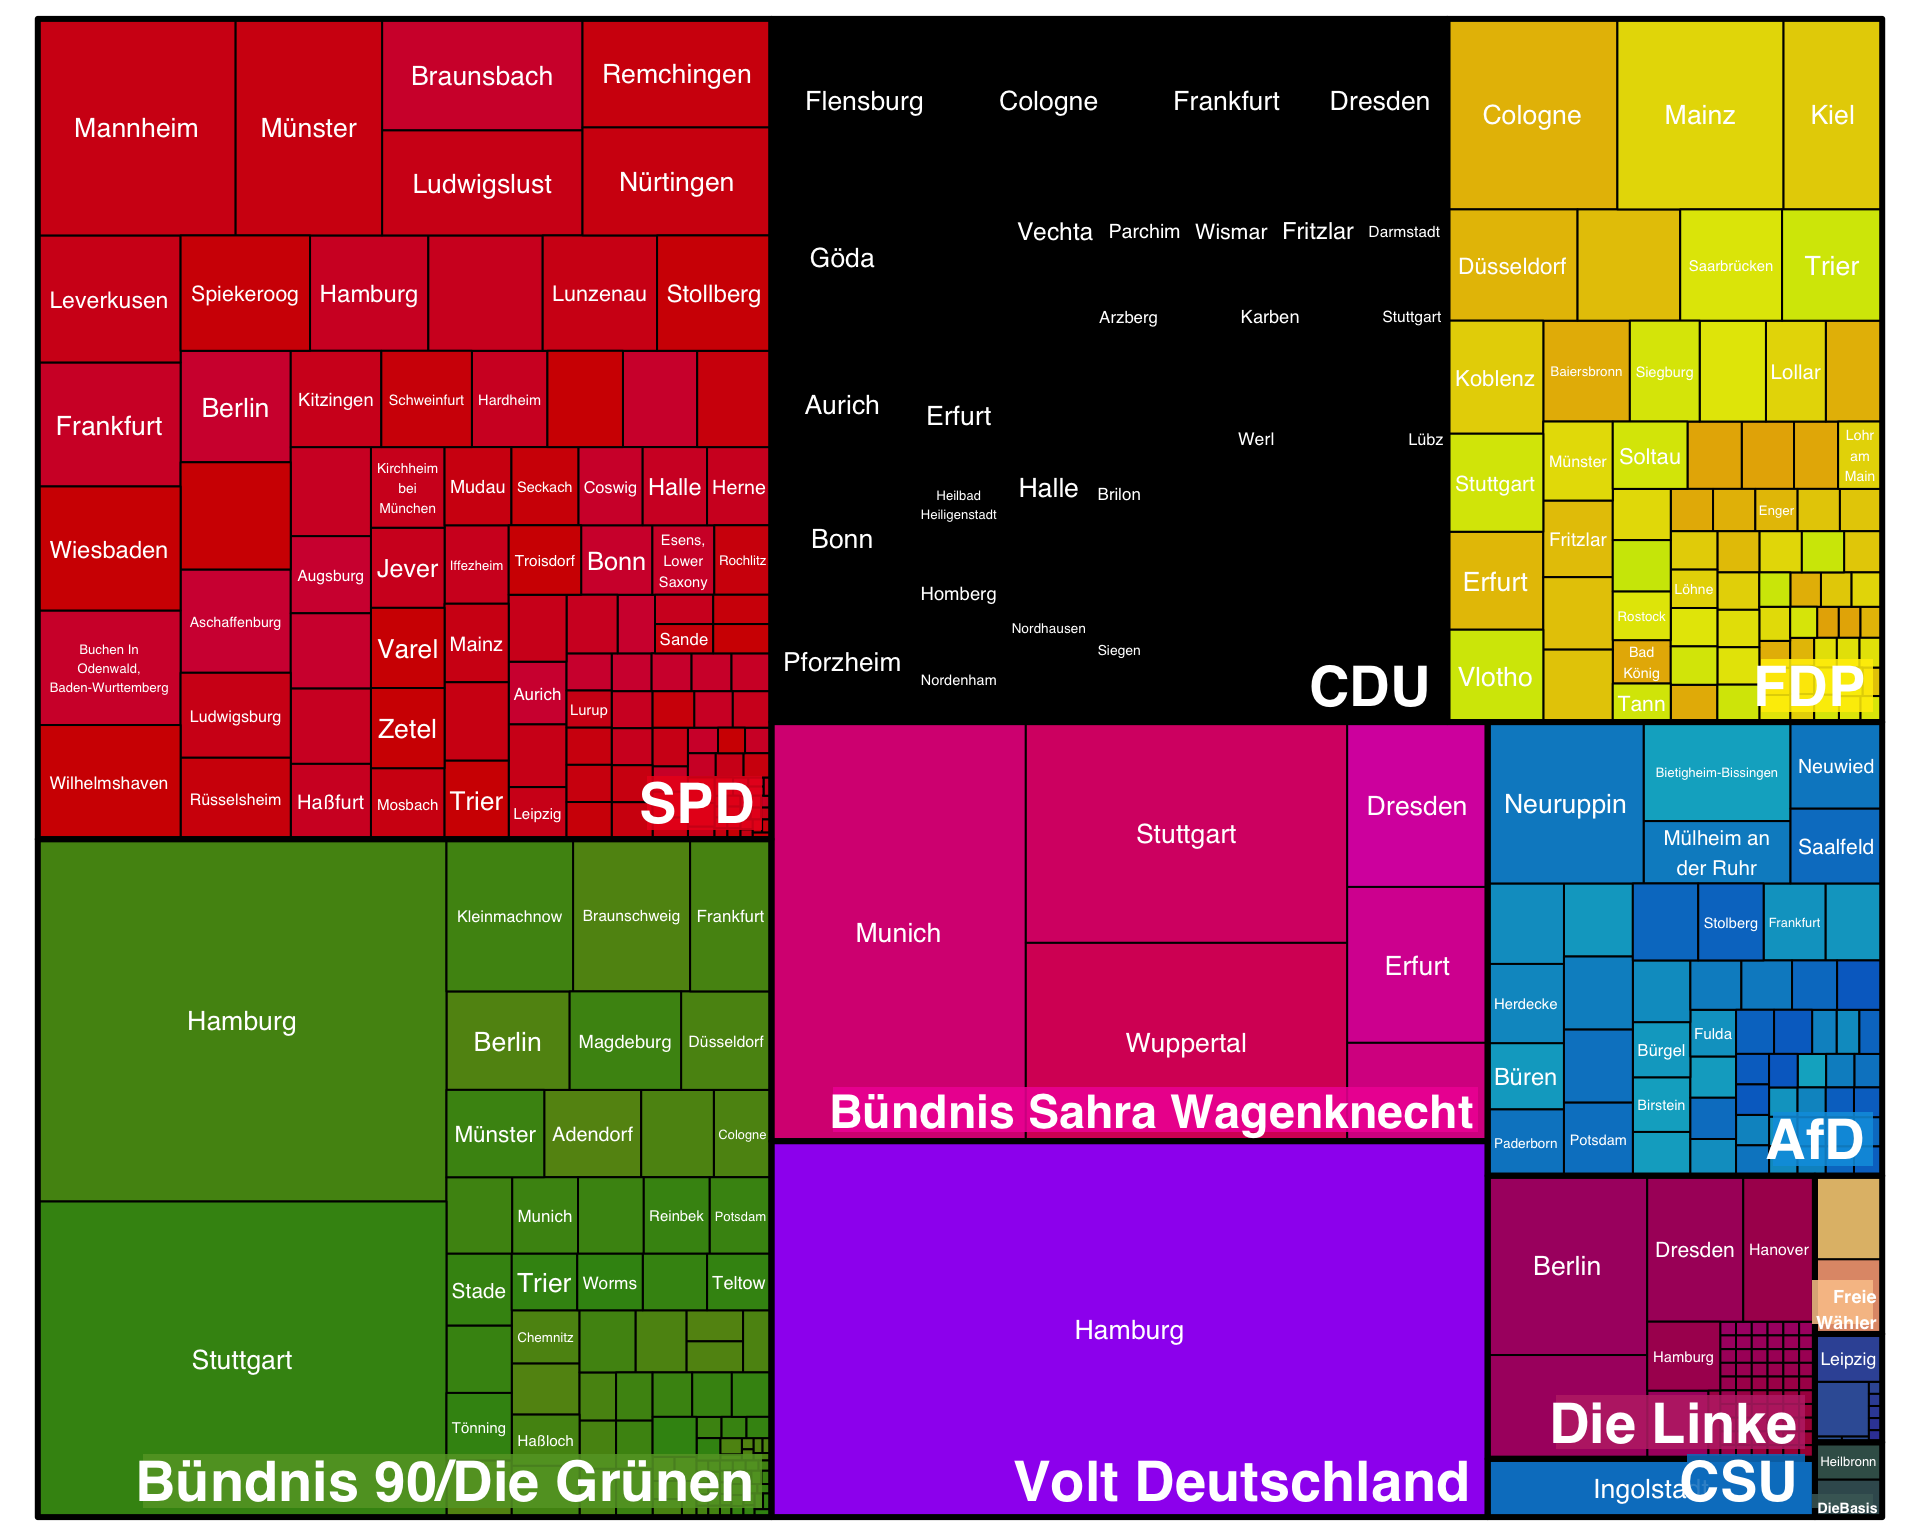 Mannheim
Münster
Braunsbach
Remchingen
Ludwigslust
Nürtingen
Leverkusen
Spiekeroog
Hamburg
Lunzenau
Stollberg
Frankfurt
Berlin
Kitzingen
Schweinfurt
Hardheim
Wiesbaden
Kirchheim
bei
München
Mudau
Seckach
Coswig
Halle
Herne
Augsburg
Jever
Iffezheim
Troisdorf
Bonn
Esens,
Lower
Saxony
Rochlitz
Buchen In
Odenwald,
Baden-Wurttemberg
Aschaffenburg
Varel
Mainz
Sande
Aurich
Lurup
Ludwigsburg
Zetel
Wilhelmshaven
Rüsselsheim
Haßfurt
Mosbach
Trier
Leipzig
SPD
Flensburg
Cologne
Frankfurt
Dresden
Göda
Vechta
Parchim
Wismar
Fritzlar
Darmstadt
Arzberg
Karben
Stuttgart
Aurich
Erfurt
Werl
Lübz
Heilbad
Heiligenstadt
Halle
Brilon
Bonn
Homberg
Nordhausen
Siegen
Pforzheim
Nordenham
CDU
Cologne
Mainz
Kiel
Düsseldorf
Saarbrücken
Trier
Koblenz
Baiersbronn
Siegburg
Lollar
Stuttgart
Münster
Soltau
Lohr
am
Main
Enger
Fritzlar
Erfurt
Löhne
Rostock
Bad
König
Vlotho
Tann
FDP
Hamburg
Kleinmachnow
Braunschweig
Frankfurt
Berlin
Magdeburg
Düsseldorf
Münster
Adendorf
Cologne
Munich
Reinbek
Potsdam
Stuttgart
Stade
Trier
Worms
Teltow
Chemnitz
Tönning
Haßloch
Bündnis 90/Die Grünen
Munich
Stuttgart
Dresden
Wuppertal
Erfurt
Bündnis Sahra Wagenknecht
Hamburg
Volt Deutschland
Neuruppin
Bietigheim-Bissingen
Neuwied
Mülheim an
der Ruhr
Saalfeld
Stolberg
Frankfurt
Herdecke
Fulda
Bürgel
Büren
Birstein
Paderborn
Potsdam
AfD
Berlin
Dresden
Hanover
Hamburg
Die Linke
Freie
Wähler
Leipzig
Heilbronn
DieBasis
CSU